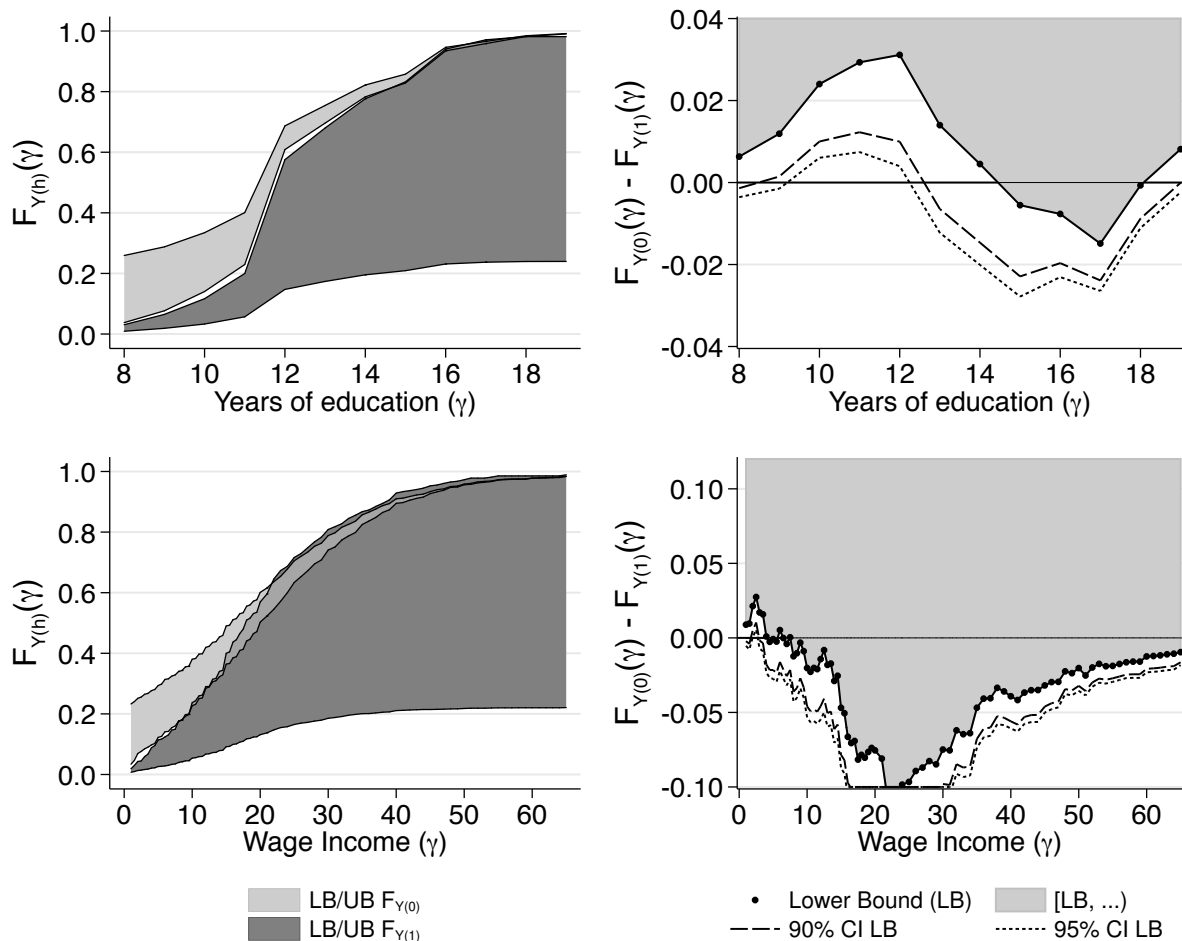 F_Y(h)(γ)
1.0
0.8
0.6
0.4
0.2
0.0
8 10 12 14 16 18
Years of education (γ)
F_Y(0)(γ) - F_Y(1)(γ)
0.04
0.02
0.00
-0.02
-0.04
8 10 12 14 16 18
Years of education (γ)
F_Y(h)(γ)
1.0
0.8
0.6
0.4
0.2
0.0
0 10 20 30 40 50 60
Wage Income (γ)
F_Y(0)(γ) - F_Y(1)(γ)
0.10
0.05
0.00
-0.05
-0.10
0 10 20 30 40 50 60
Wage Income (γ)
LB/UB F_Y(0)
LB/UB F_Y(1)
Lower Bound (LB) [LB, ...)
90% CI LB 95% CI LB